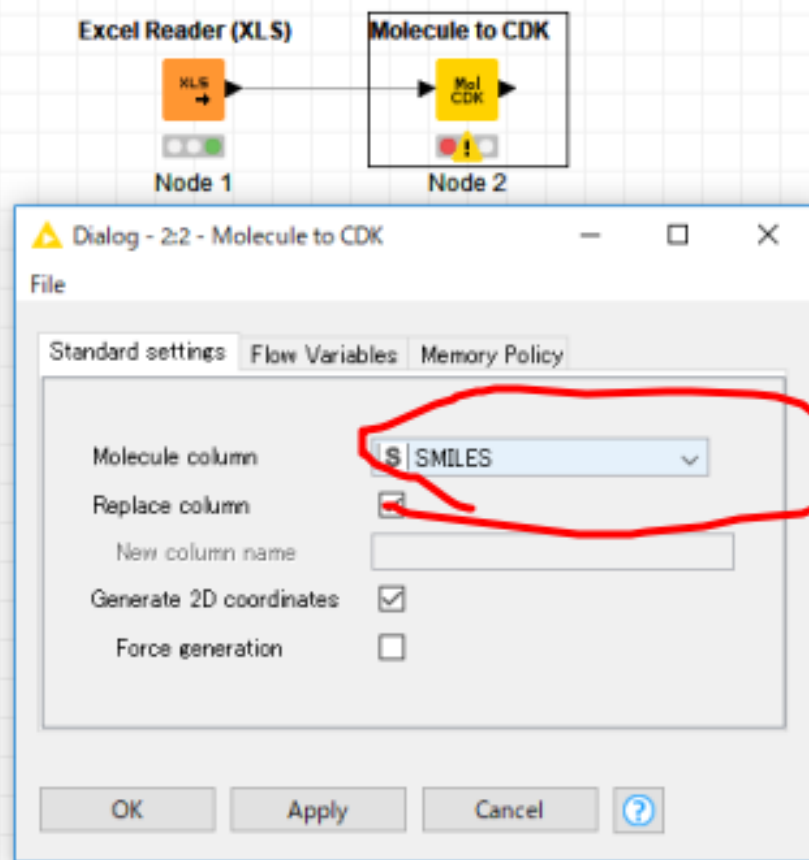 Excel Reader (XLS)
Molecule to CDK
XLS
Mol
CDK
Node 1
Node 2
Dialog - 2:2 - Molecule to CDK
File
Standard settings
Flow Variables
Memory Policy
Molecule column
S
SMILES
Replace column
New column name
Generate 2D coordinates
Force generation
OK
Apply
Cancel
?